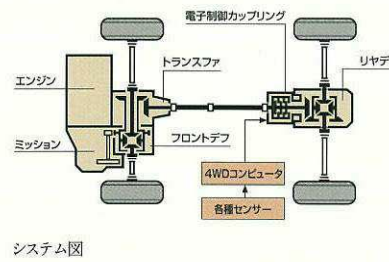 電子制御カップリング
トランスファ
リヤデ
エンジン
ミッション
フロントデフ
4WDコンピュータ
各種センサー
システム図